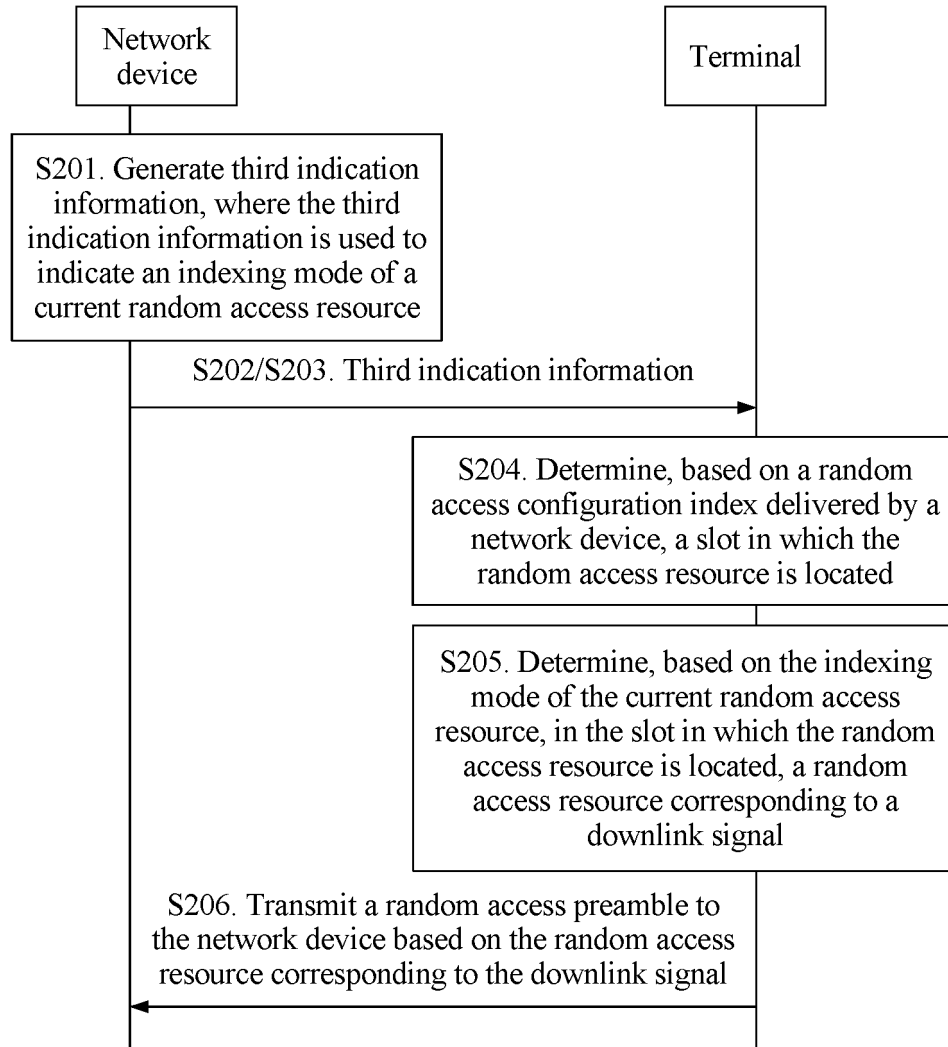 Network
device
Terminal
S201. Generate third indication
information, where the third
indication information is used to
indicate an indexing mode of a
current random access resource
S202/S203. Third indication information
S204. Determine, based on a random
access configuration index delivered by a
network device, a slot in which the
random access resource is located
S205. Determine, based on the indexing
mode of the current random access
resource, in the slot in which the random
access resource is located, a random
access resource corresponding to a
downlink signal
S206. Transmit a random access preamble to
the network device based on the random access
resource corresponding to the downlink signal